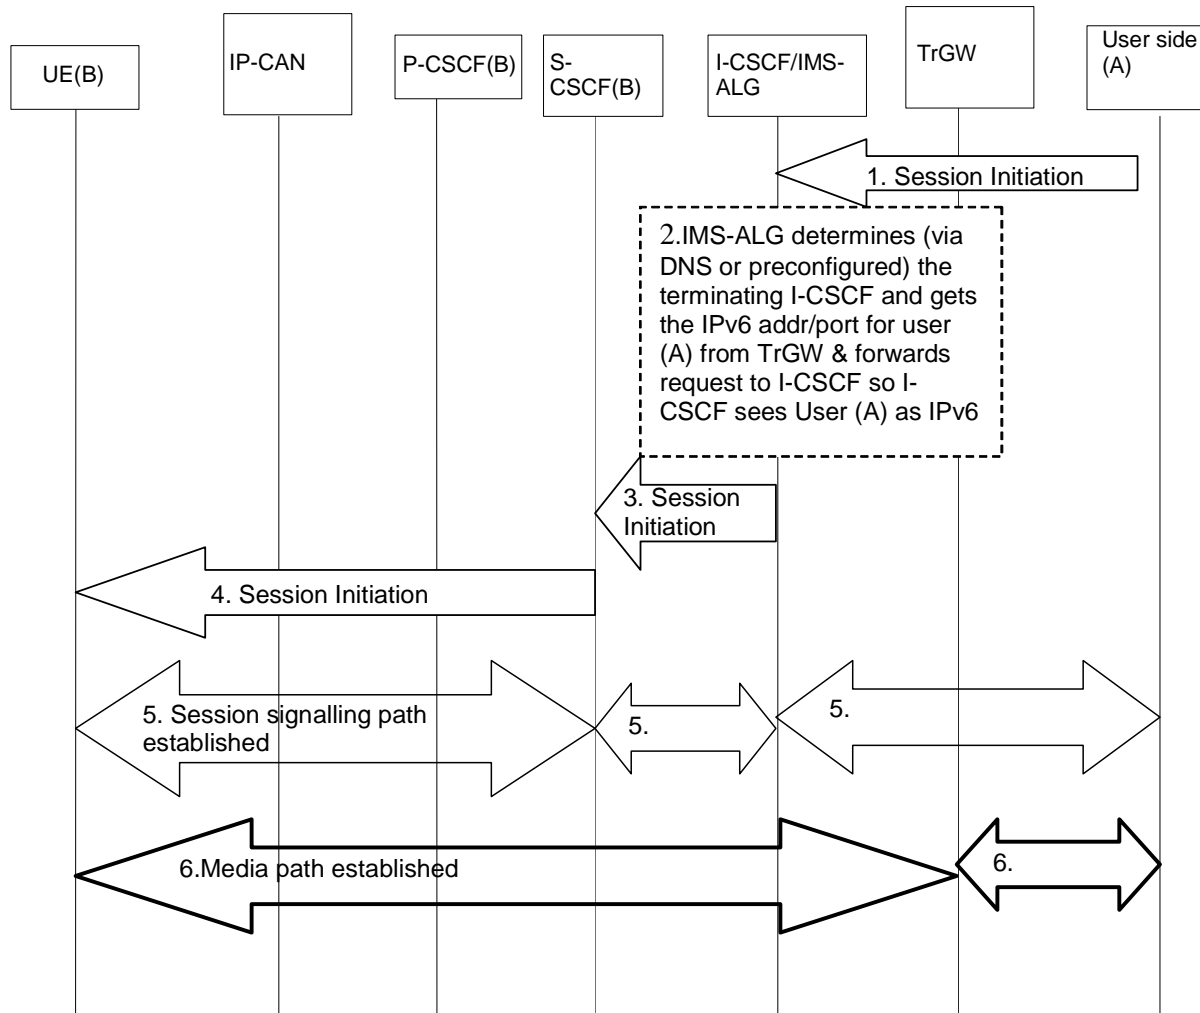 UE(B)
IP-CAN
P-CSCF(B)
S-
CSCF(B)
I-CSCF/IMS-
ALG
TrGW
User side
(A)
1. Session Initiation
2.IMS-ALG determines (via
DNS or preconfigured) the
terminating I-CSCF and gets
the IPv6 addr/port for user
(A) from TrGW & forwards
request to I-CSCF so I-
CSCF sees User (A) as IPv6
3. Session
Initiation
4. Session Initiation
5. Session signalling path
established
5.
5.
6.Media path established
6.